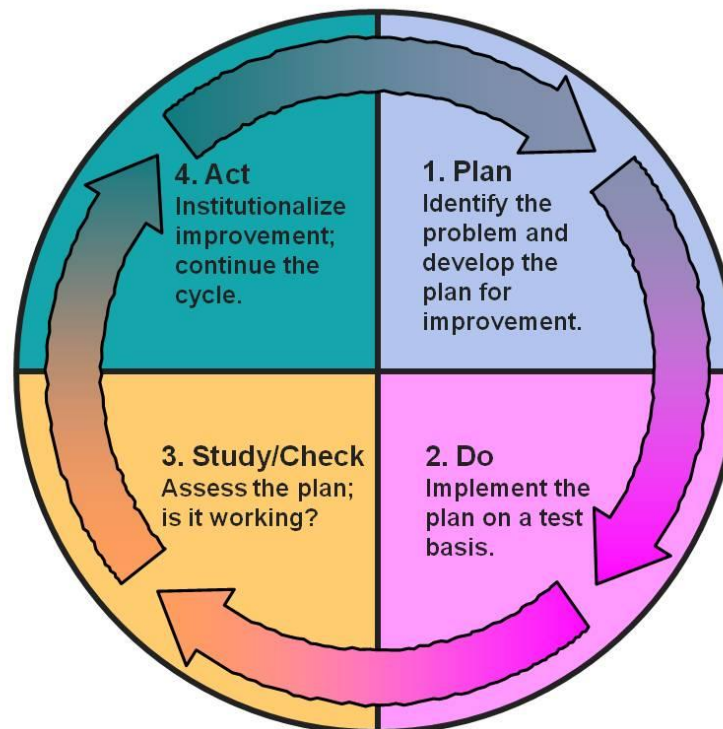 1. Plan
Identify the
problem and
develop the
plan for
improvement.
2. Do
Implement the
plan on a test
basis.
3. Study/Check
Assess the plan;
is it working?
4. Act
Institutionalize
improvement;
continue the
cycle.